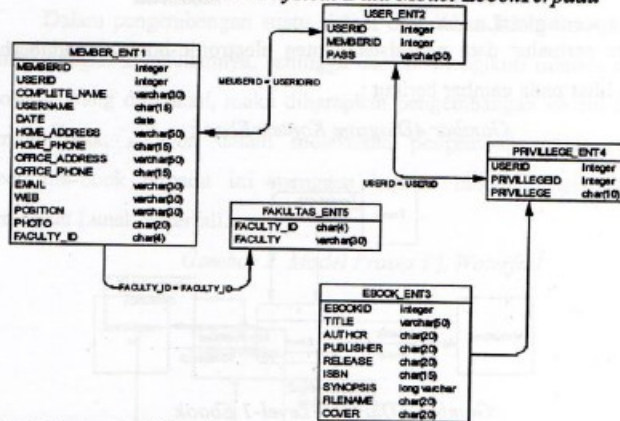 USER_ENT2
USERID Integer
MEMBERID Integer
PASS varchar(30)
MEMBER_ENT1
MEMBERID Integer
USERID Integer
COMPLETE_NAME varchar(30)
USERNAME char(16)
DATE date
HOME_ADDRESS varchar(50)
HOME_PHONE char(15)
OFFICE_ADDRESS varchar(50)
OFFICE_PHONE char(15)
EMAIL varchar(30)
WEB varchar(30)
POSITION varchar(30)
PHOTO char(20)
FACULTY_ID char(4)
MEUSERID = USERIDRID
PRIVILLEGE_ENT4
USERID Integer
PRIVILLEGEID Integer
PRIVILLEGE char(10)
USERID = USERID
FAKULTAS_ENT5
FACULTY_ID char(4)
FACULTY varchar(30)
FACULTY_ID = FACULTY_ID
EBOOK_ENT3
EBOOKID Integer
TITLE varchar(50)
AUTHOR char(20)
PUBLISHER char(20)
RELEASE char(20)
ISBN char(15)
SYNOPSIS long varchar
FILENAME char(20)
COVER char(20)